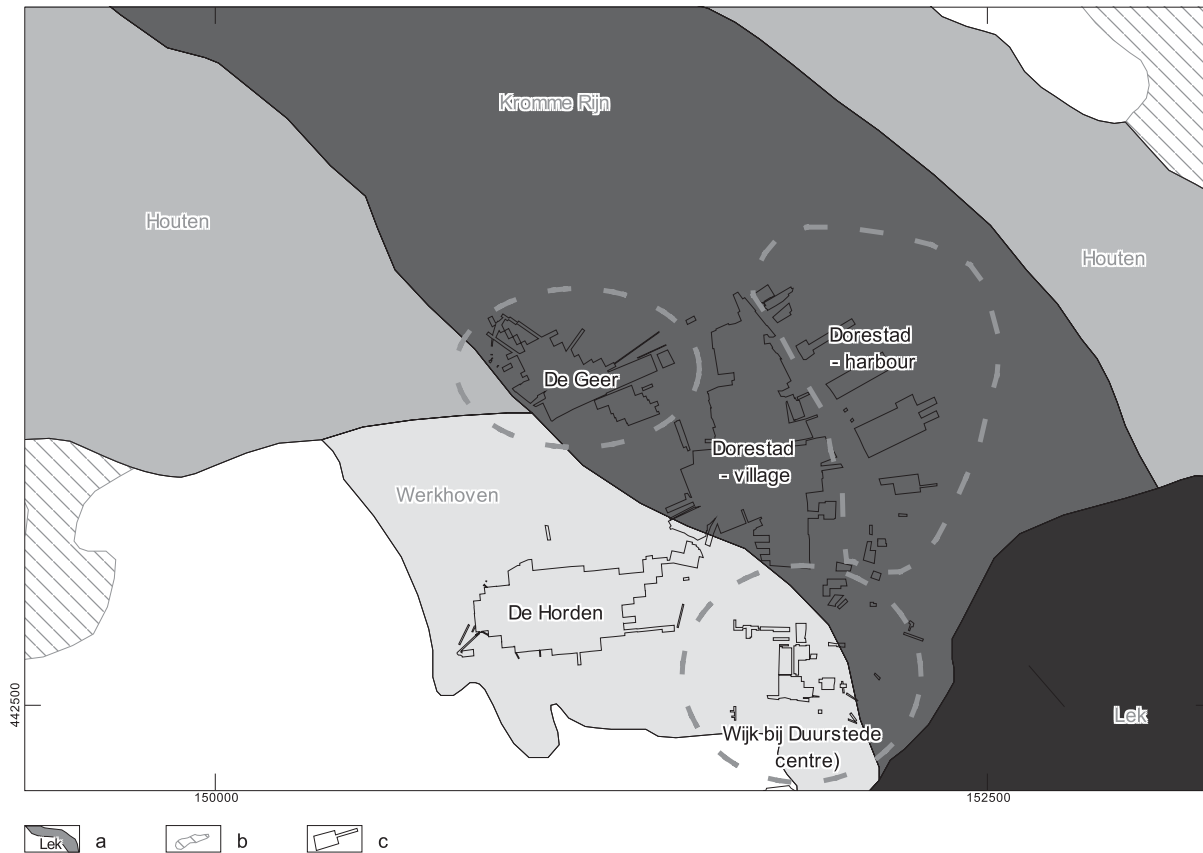 Kromme Rijn
Houten
Houten
Dorestad
- harbour
De Geer
Dorestad
- village
Werkhoven
De Horden
442500
Lek
Wijk bij Duurstede
centre)
150000
152500
Lek
a
b
c